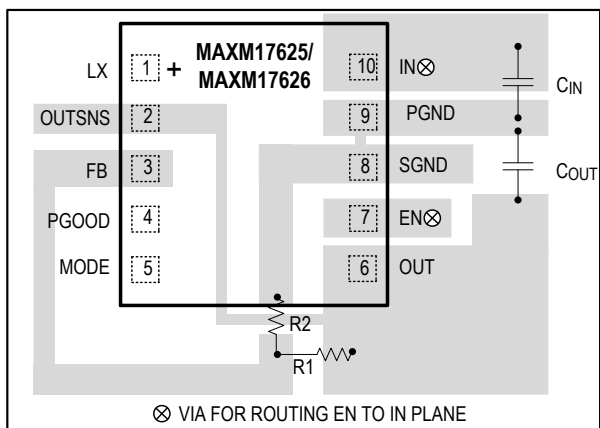 MAXM17625/
MAXM17626
LX 1 + 10 IN⊗
CIN
OUTSNS 2 9 PGND
FB 3 8 SGND
COUT
PGOOD 4 7 EN⊗
MODE 5 6 OUT
R2
R1
⊗ VIA FOR ROUTING EN TO IN PLANE